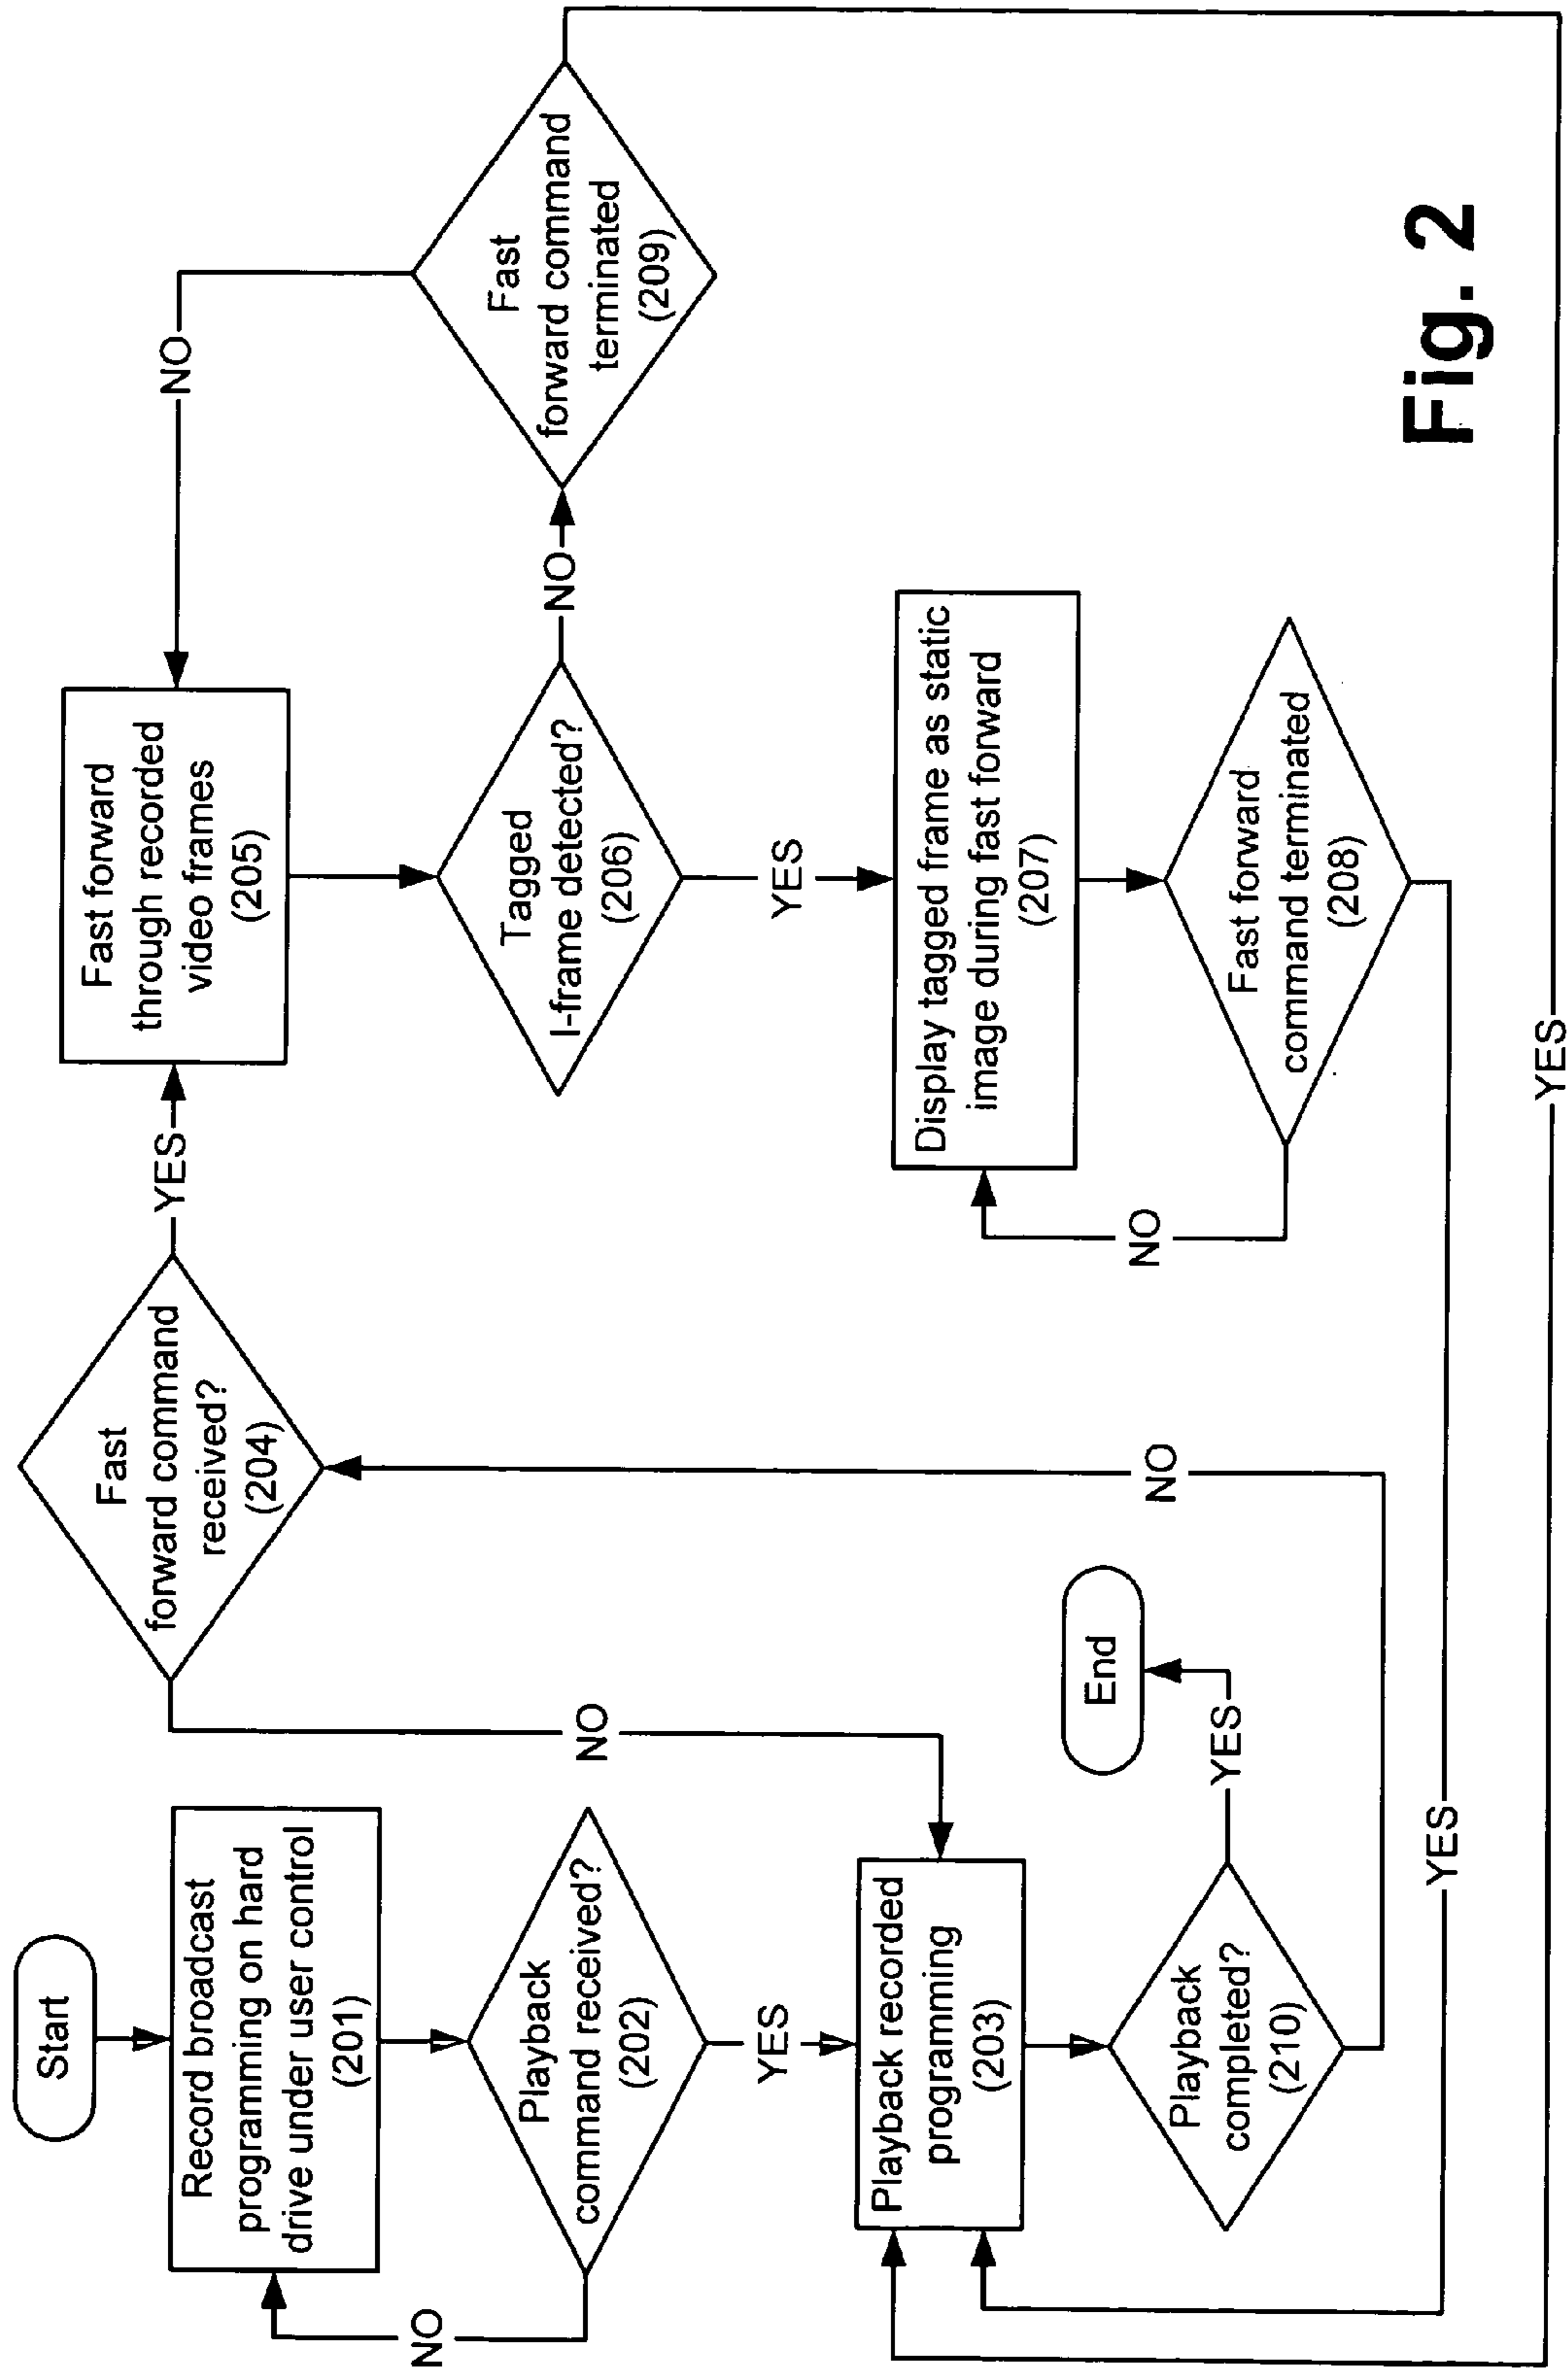 Start
Record broadcast
programming on hard
drive under user control
(201)
NO
Playback
command received?
(202)
YES
Playback recorded
programming
(203)
Playback
completed?
(210)
YES
End
NO
Fast
forward command
received?
(204)
NO
YES
Fast forward
through recorded
video frames
(205)
Tagged
I-frame detected?
(206)
NO
YES
Display tagged frame as static
image during fast forward
(207)
Fast forward
command terminated
(208)
NO
YES
Fast
forward command
terminated
(209)
NO
YES
Fig. 2